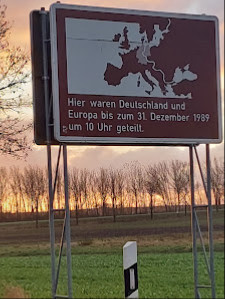 Hier waren Deutschland und
Europa bis zum 31. Dezember 1989
um 10 Uhr geteilt.